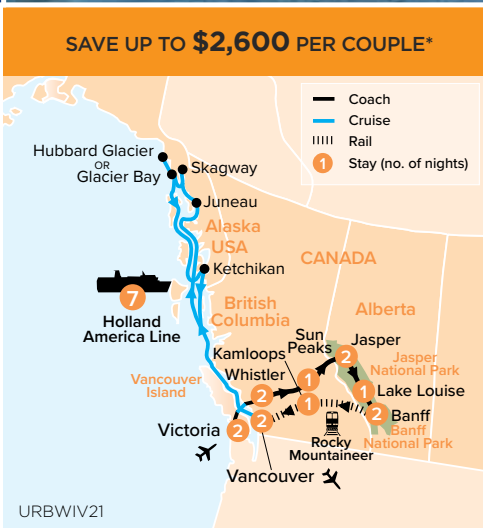 SAVE UP TO $2,600 PER COUPLE*
Coach
Cruise
Rail
1 Stay (no. of nights)
Hubbard Glacier
OR
Glacier Bay
Skagway
Juneau
Alaska
USA
CANADA
Ketchikan
7
Holland
America Line
British
Columbia
Alberta
Sun
Peaks
Jasper
2
Jasper
National Park
Kamloops
Whistler
2
1
1
Lake Louise
1
2
Banff
Banff
National Park
Vancouver
Island
Victoria
2
2
Rocky
Mountaineer
Vancouver
URBWIV21